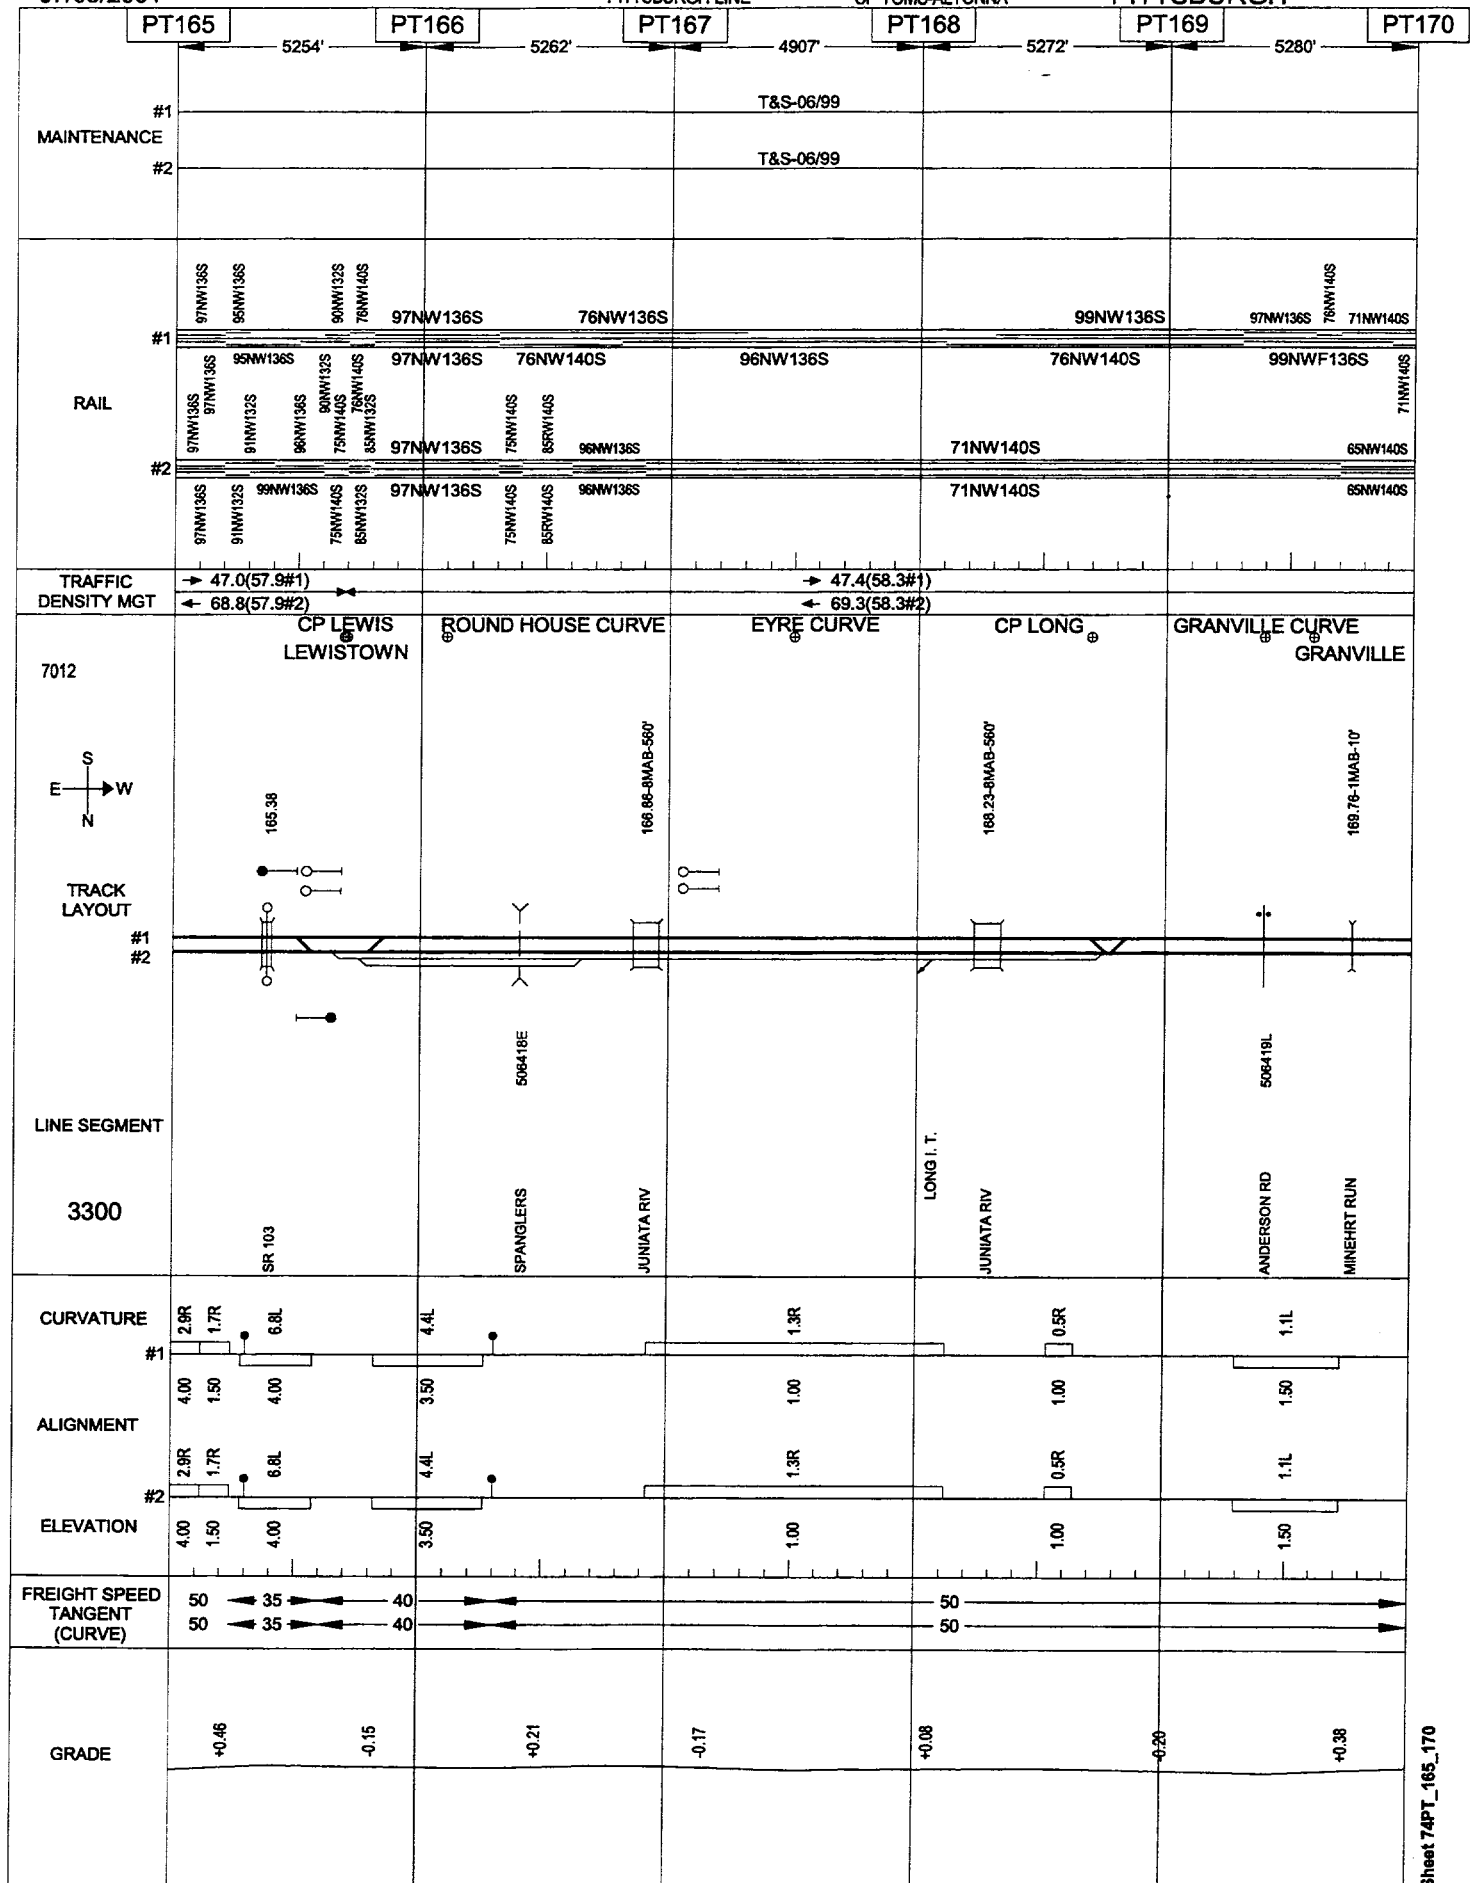 PITTSBURGH
PT165 PT166 PT167 PT168 PT169 PT170
5254' 5262' 4907' 5272' 5280'
#1 T&S-06/99
MAINTENANCE
#2 T&S-06/99
97NW136S 95NW136S 90NW132S 76NW140S 97NW136S 76NW136S 99NW136S 97NW136S 76NW140S 71NW140S
#1
97NW136S 95NW136S 90NW132S 76NW140S 97NW136S 76NW140S 96NW136S 76NW140S 99NWF136S 71NW140S
RAIL
97NW136S 91NW132S 96NW136S 75NW140S 85NW132S 97NW136S 75NW140S 85RW140S 96NW136S 71NW140S 65NW140S
#2
97NW136S 91NW132S 99NW136S 75NW140S 85NW132S 97NW136S 75NW140S 85RW140S 96NW136S 71NW140S 65NW140S
TRAFFIC 47.0(57.9#1) 47.4(58.3#1)
DENSITY MGT 68.8(57.9#2) 69.3(58.3#2)
CP LEWIS ROUND HOUSE CURVE EYRE CURVE CP LONG GRANVILLE CURVE
LEWISTOWN GRANVILLE
7012
S
E W
N
165.38 166.88-8MAB-560' 168.23-8MAB-560' 169.76-1MAB-10'
TRACK
LAYOUT
#1
#2
506418E 506419L
LINE SEGMENT
3300
SR 103 SPANGLERS JUNIATA RIV LONG I. T. JUNIATA RIV ANDERSON RD MINEHRT RUN
CURVATURE 2.9R 1.7R 6.8L 4.4L 1.3R 0.5R 1.1L
#1
4.00 1.50 4.00 3.50 1.00 1.00 1.50
ALIGNMENT
2.9R 1.7R 6.8L 4.4L 1.3R 0.5R 1.1L
#2
ELEVATION 4.00 1.50 4.00 3.50 1.00 1.00 1.50
FREIGHT SPEED 50 35 40 50
TANGENT
(CURVE) 50 35 40 50
GRADE +0.46 -0.15 +0.21 -0.17 +0.08 -0.20 +0.38
Sheet 74PT_165_170